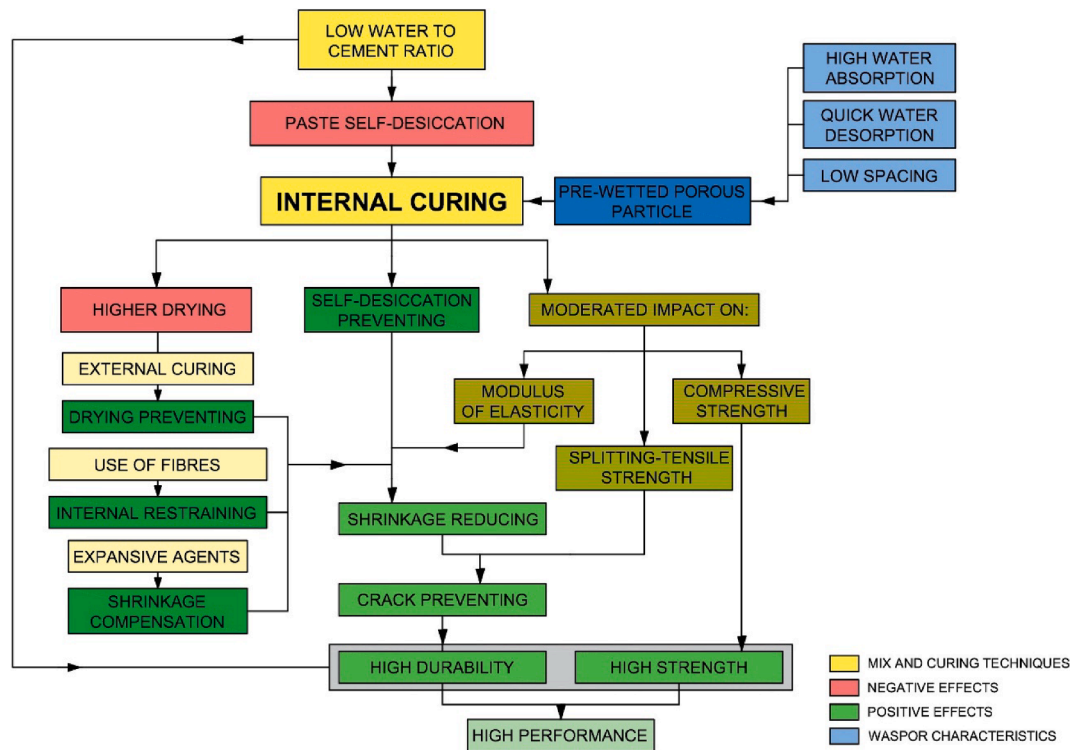 LOW WATER TO
CEMENT RATIO
HIGH WATER
ABSORPTION
PASTE SELF-DESICCATION
QUICK WATER
DESORPTION
LOW SPACING
INTERNAL CURING
PRE-WETTED POROUS
PARTICLE
HIGHER DRYING
SELF-DESICCATION
PREVENTING
MODERATED IMPACT ON:
EXTERNAL CURING
DRYING PREVENTING
MODULUS
OF ELASTICITY
COMPRESSIVE
STRENGTH
USE OF FIBRES
SPLITTING-TENSILE
STRENGTH
INTERNAL RESTRAINING
SHRINKAGE REDUCING
EXPANSIVE AGENTS
SHRINKAGE
COMPENSATION
CRACK PREVENTING
HIGH DURABILITY
HIGH STRENGTH
HIGH PERFORMANCE
MIX AND CURING TECHNIQUES
NEGATIVE EFFECTS
POSITIVE EFFECTS
WASPOR CHARACTERISTICS